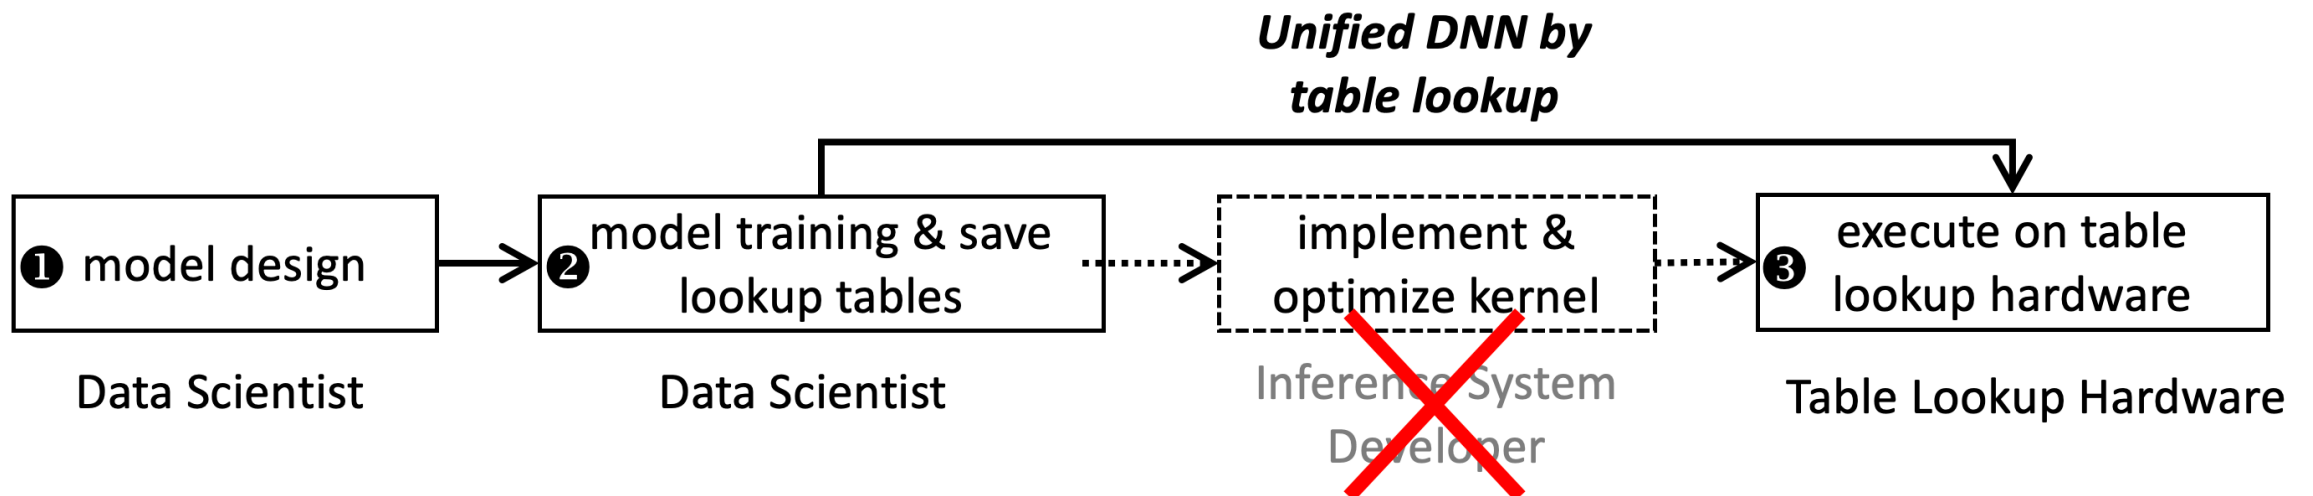 Unified DNN by
table lookup
❶ model design
❷ model training & save
lookup tables
implement &
optimize kernel
❸ execute on table
lookup hardware
Data Scientist
Data Scientist
Inference System
Developer
Table Lookup Hardware